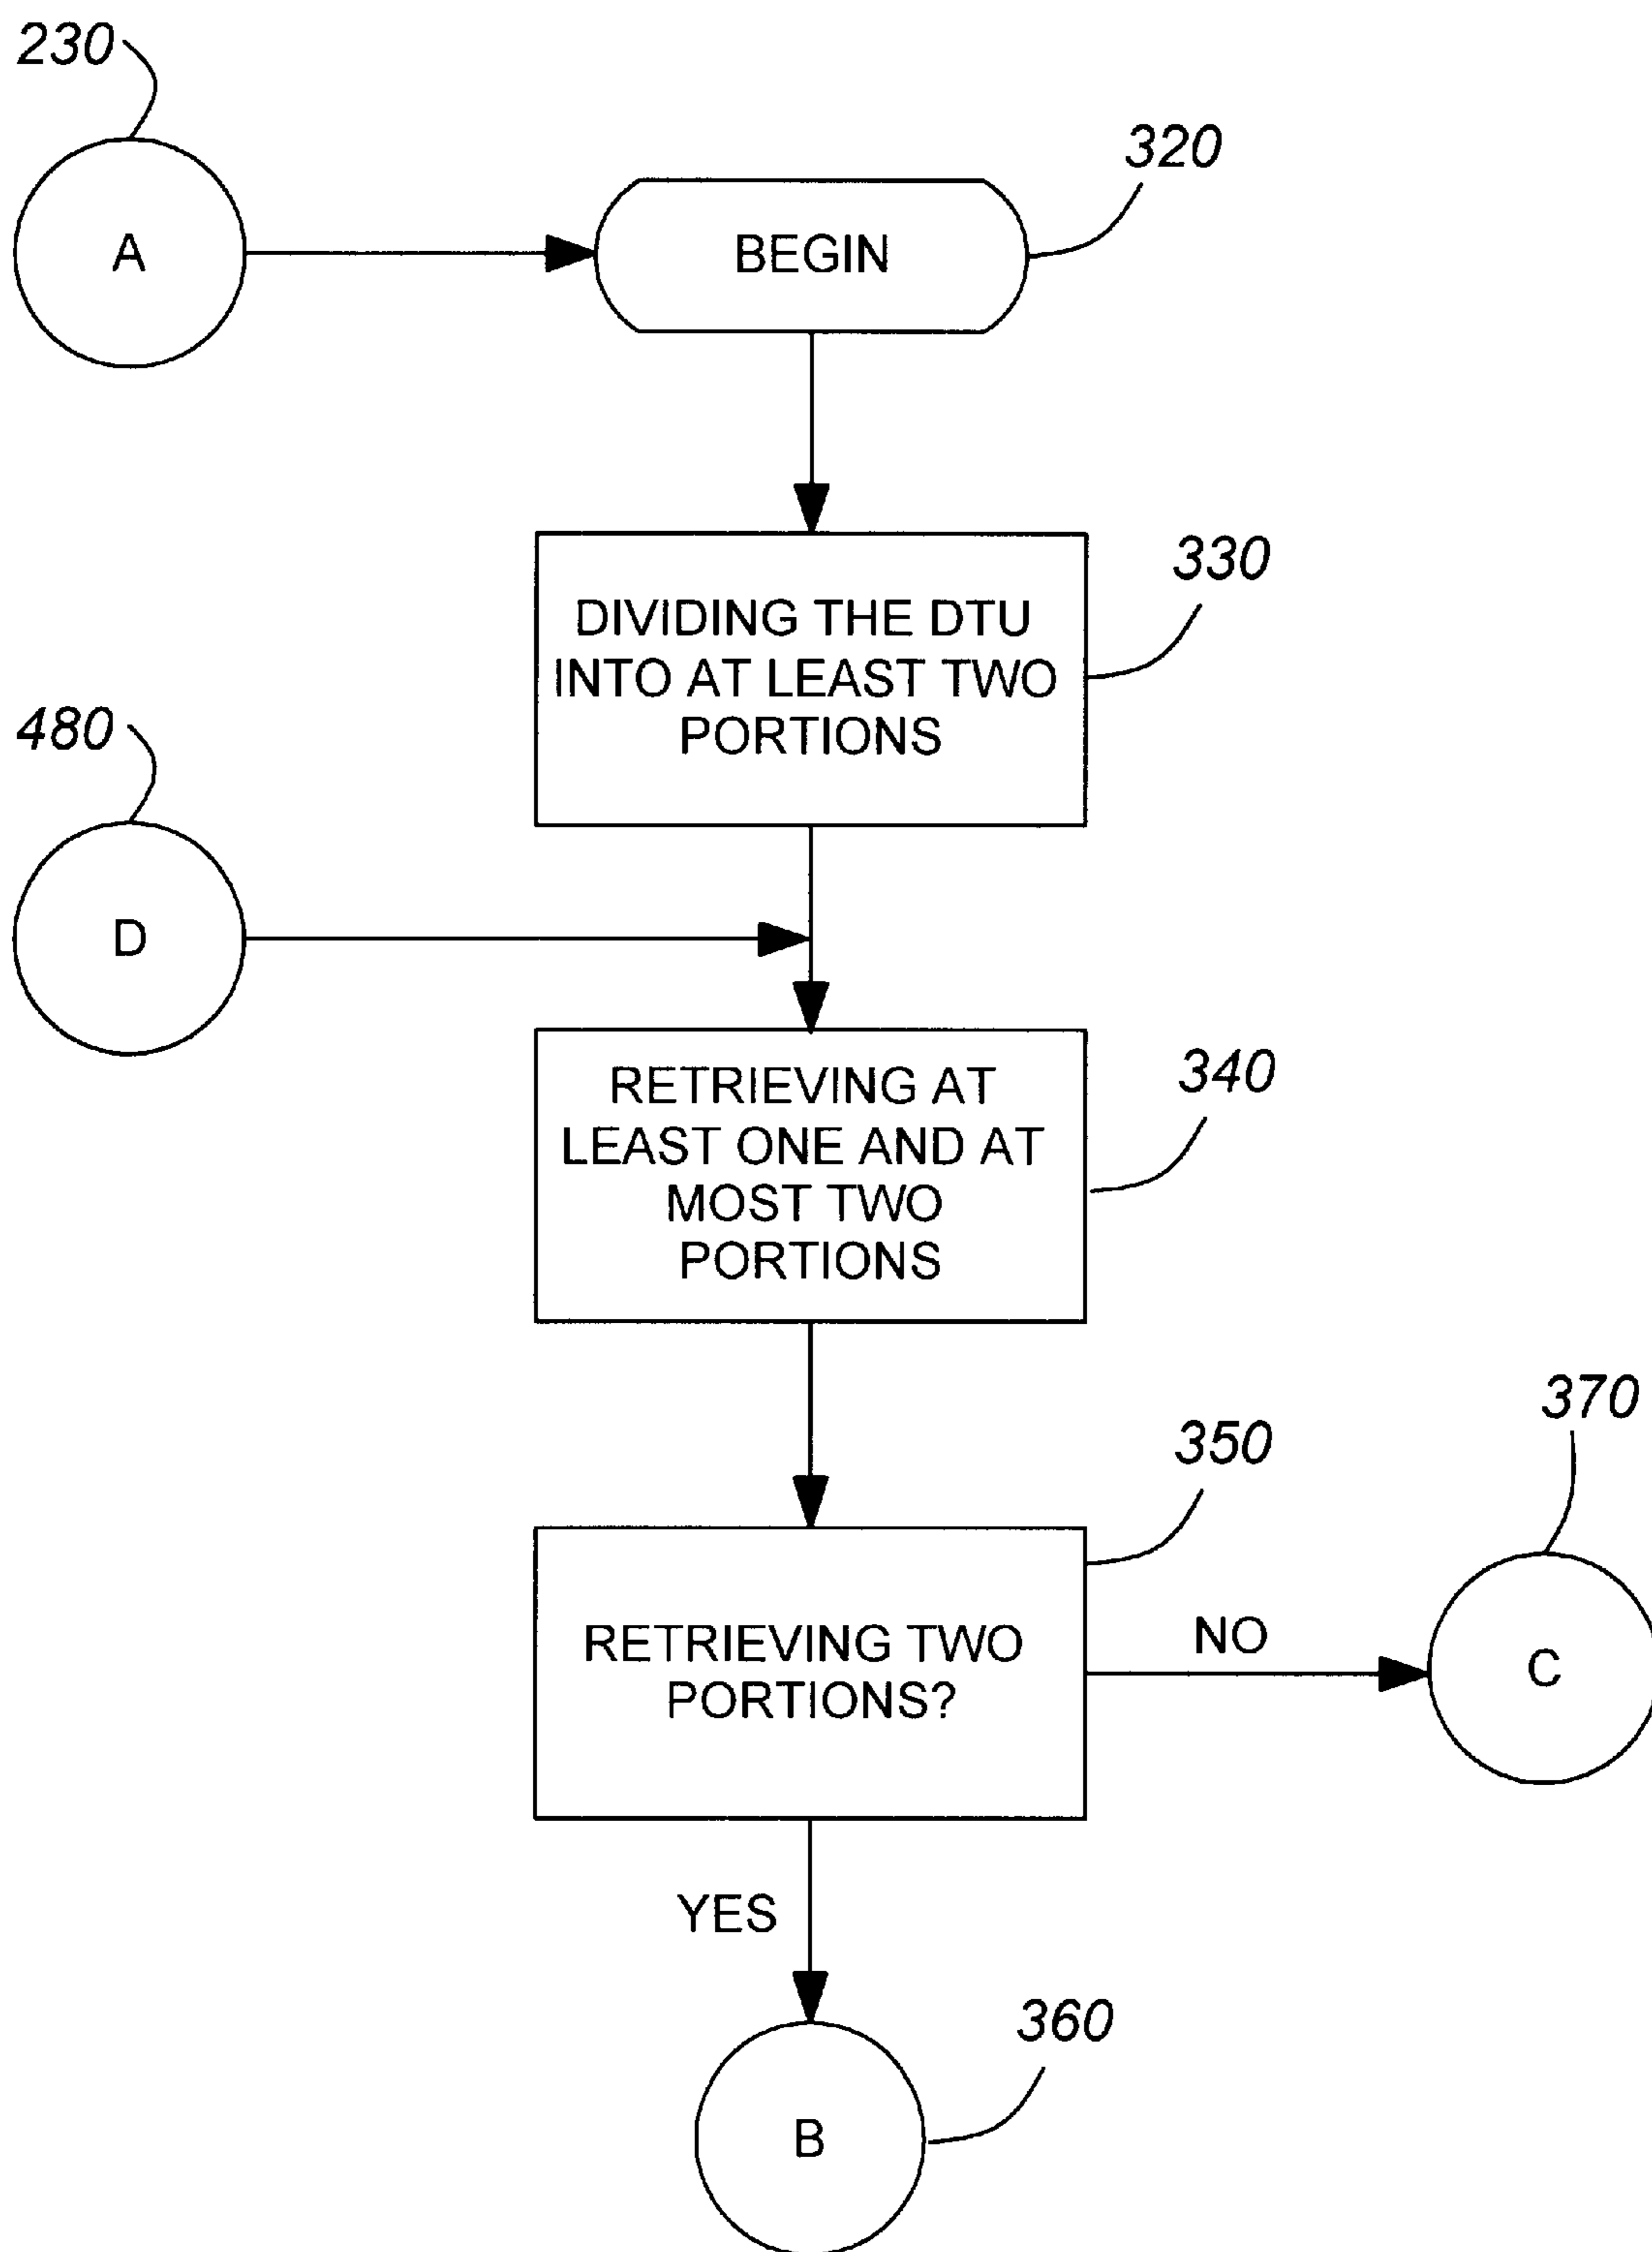 230
320
A
BEGIN
330
DIVIDING THE DTU
INTO AT LEAST TWO
PORTIONS
480
D
340
RETRIEVING AT
LEAST ONE AND AT
MOST TWO
PORTIONS
370
350
RETRIEVING TWO
PORTIONS?
NO
C
YES
360
B